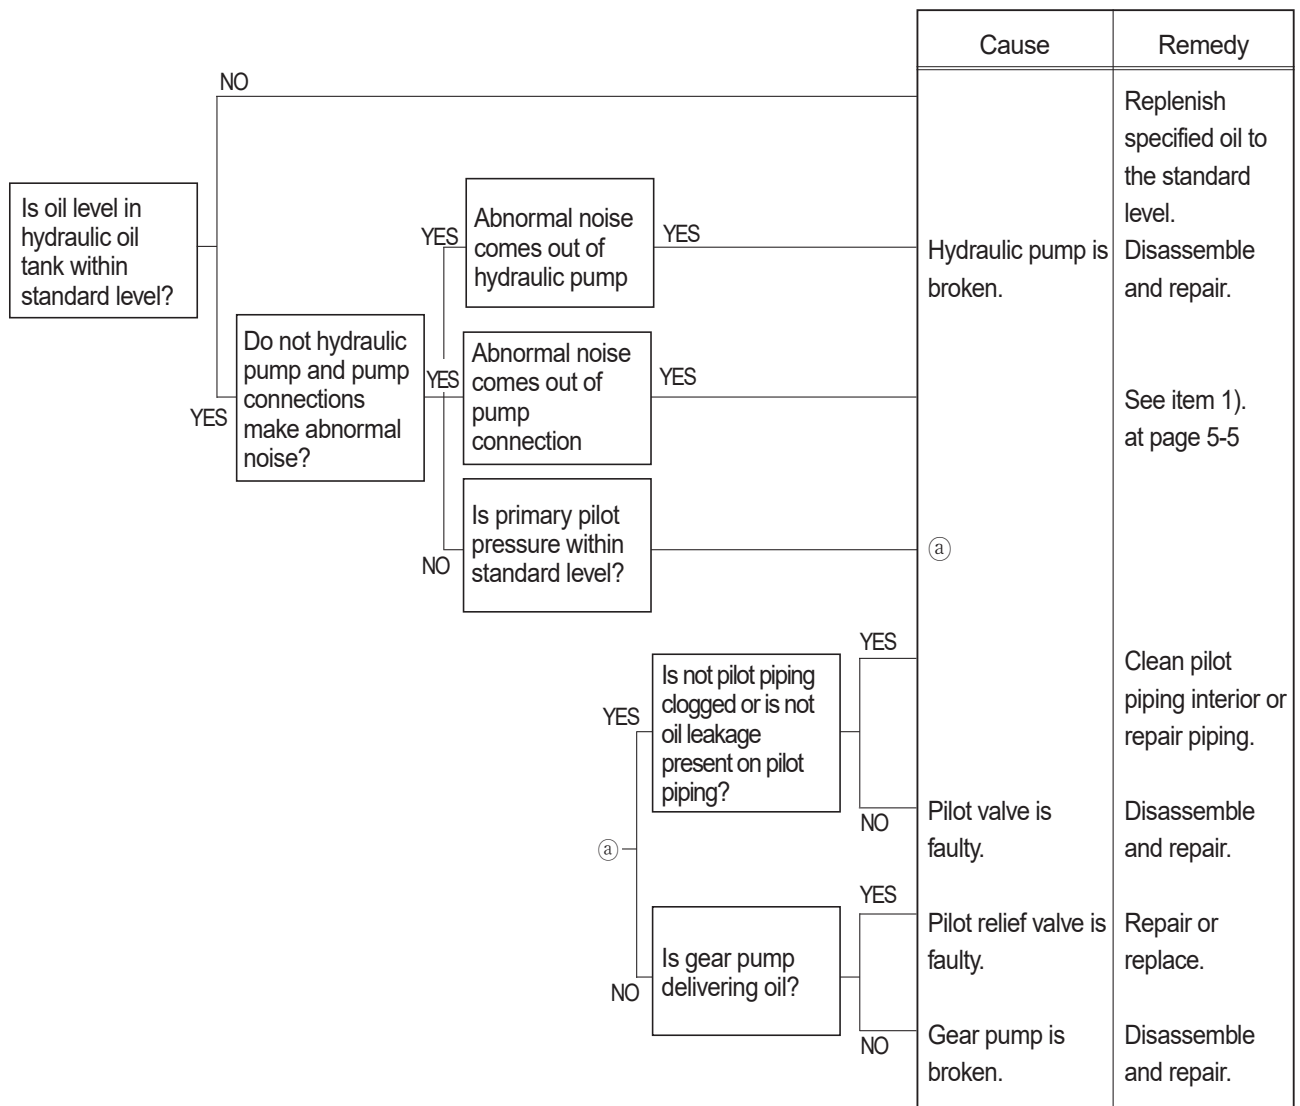 Cause
Remedy
NO
Replenish
specified oil to
the standard
level.
Is oil level in
hydraulic oil
tank within
standard level?
YES
Abnormal noise
comes out of
hydraulic pump
YES
Hydraulic pump is
broken.
Disassemble
and repair.
YES
Do not hydraulic
pump and pump
connections
make abnormal
noise?
YES
Abnormal noise
comes out of
pump
connection
YES
See item 1).
at page 5-5
NO
Is primary pilot
pressure within
standard level?
ⓐ
ⓐ
YES
Is not pilot piping
clogged or is not
oil leakage
present on pilot
piping?
YES
Clean pilot
piping interior or
repair piping.
NO
Pilot valve is
faulty.
Disassemble
and repair.
NO
Is gear pump
delivering oil?
YES
Pilot relief valve is
faulty.
Repair or
replace.
NO
Gear pump is
broken.
Disassemble
and repair.